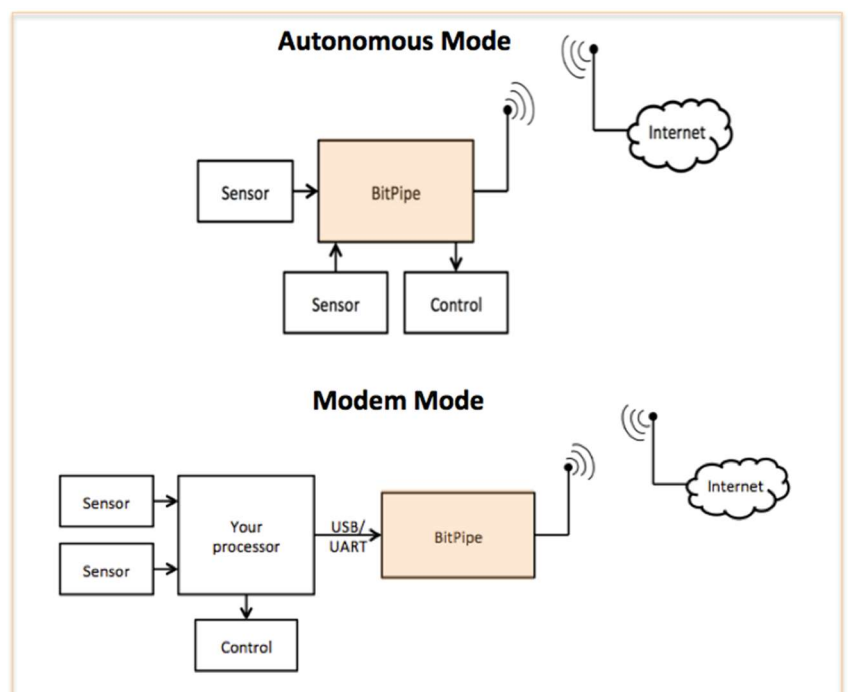 Autonomous Mode
Internet
Sensor
BitPipe
Sensor
Control
Modem Mode
Internet
Sensor
Your
processor
USB/
UART
BitPipe
Sensor
Control